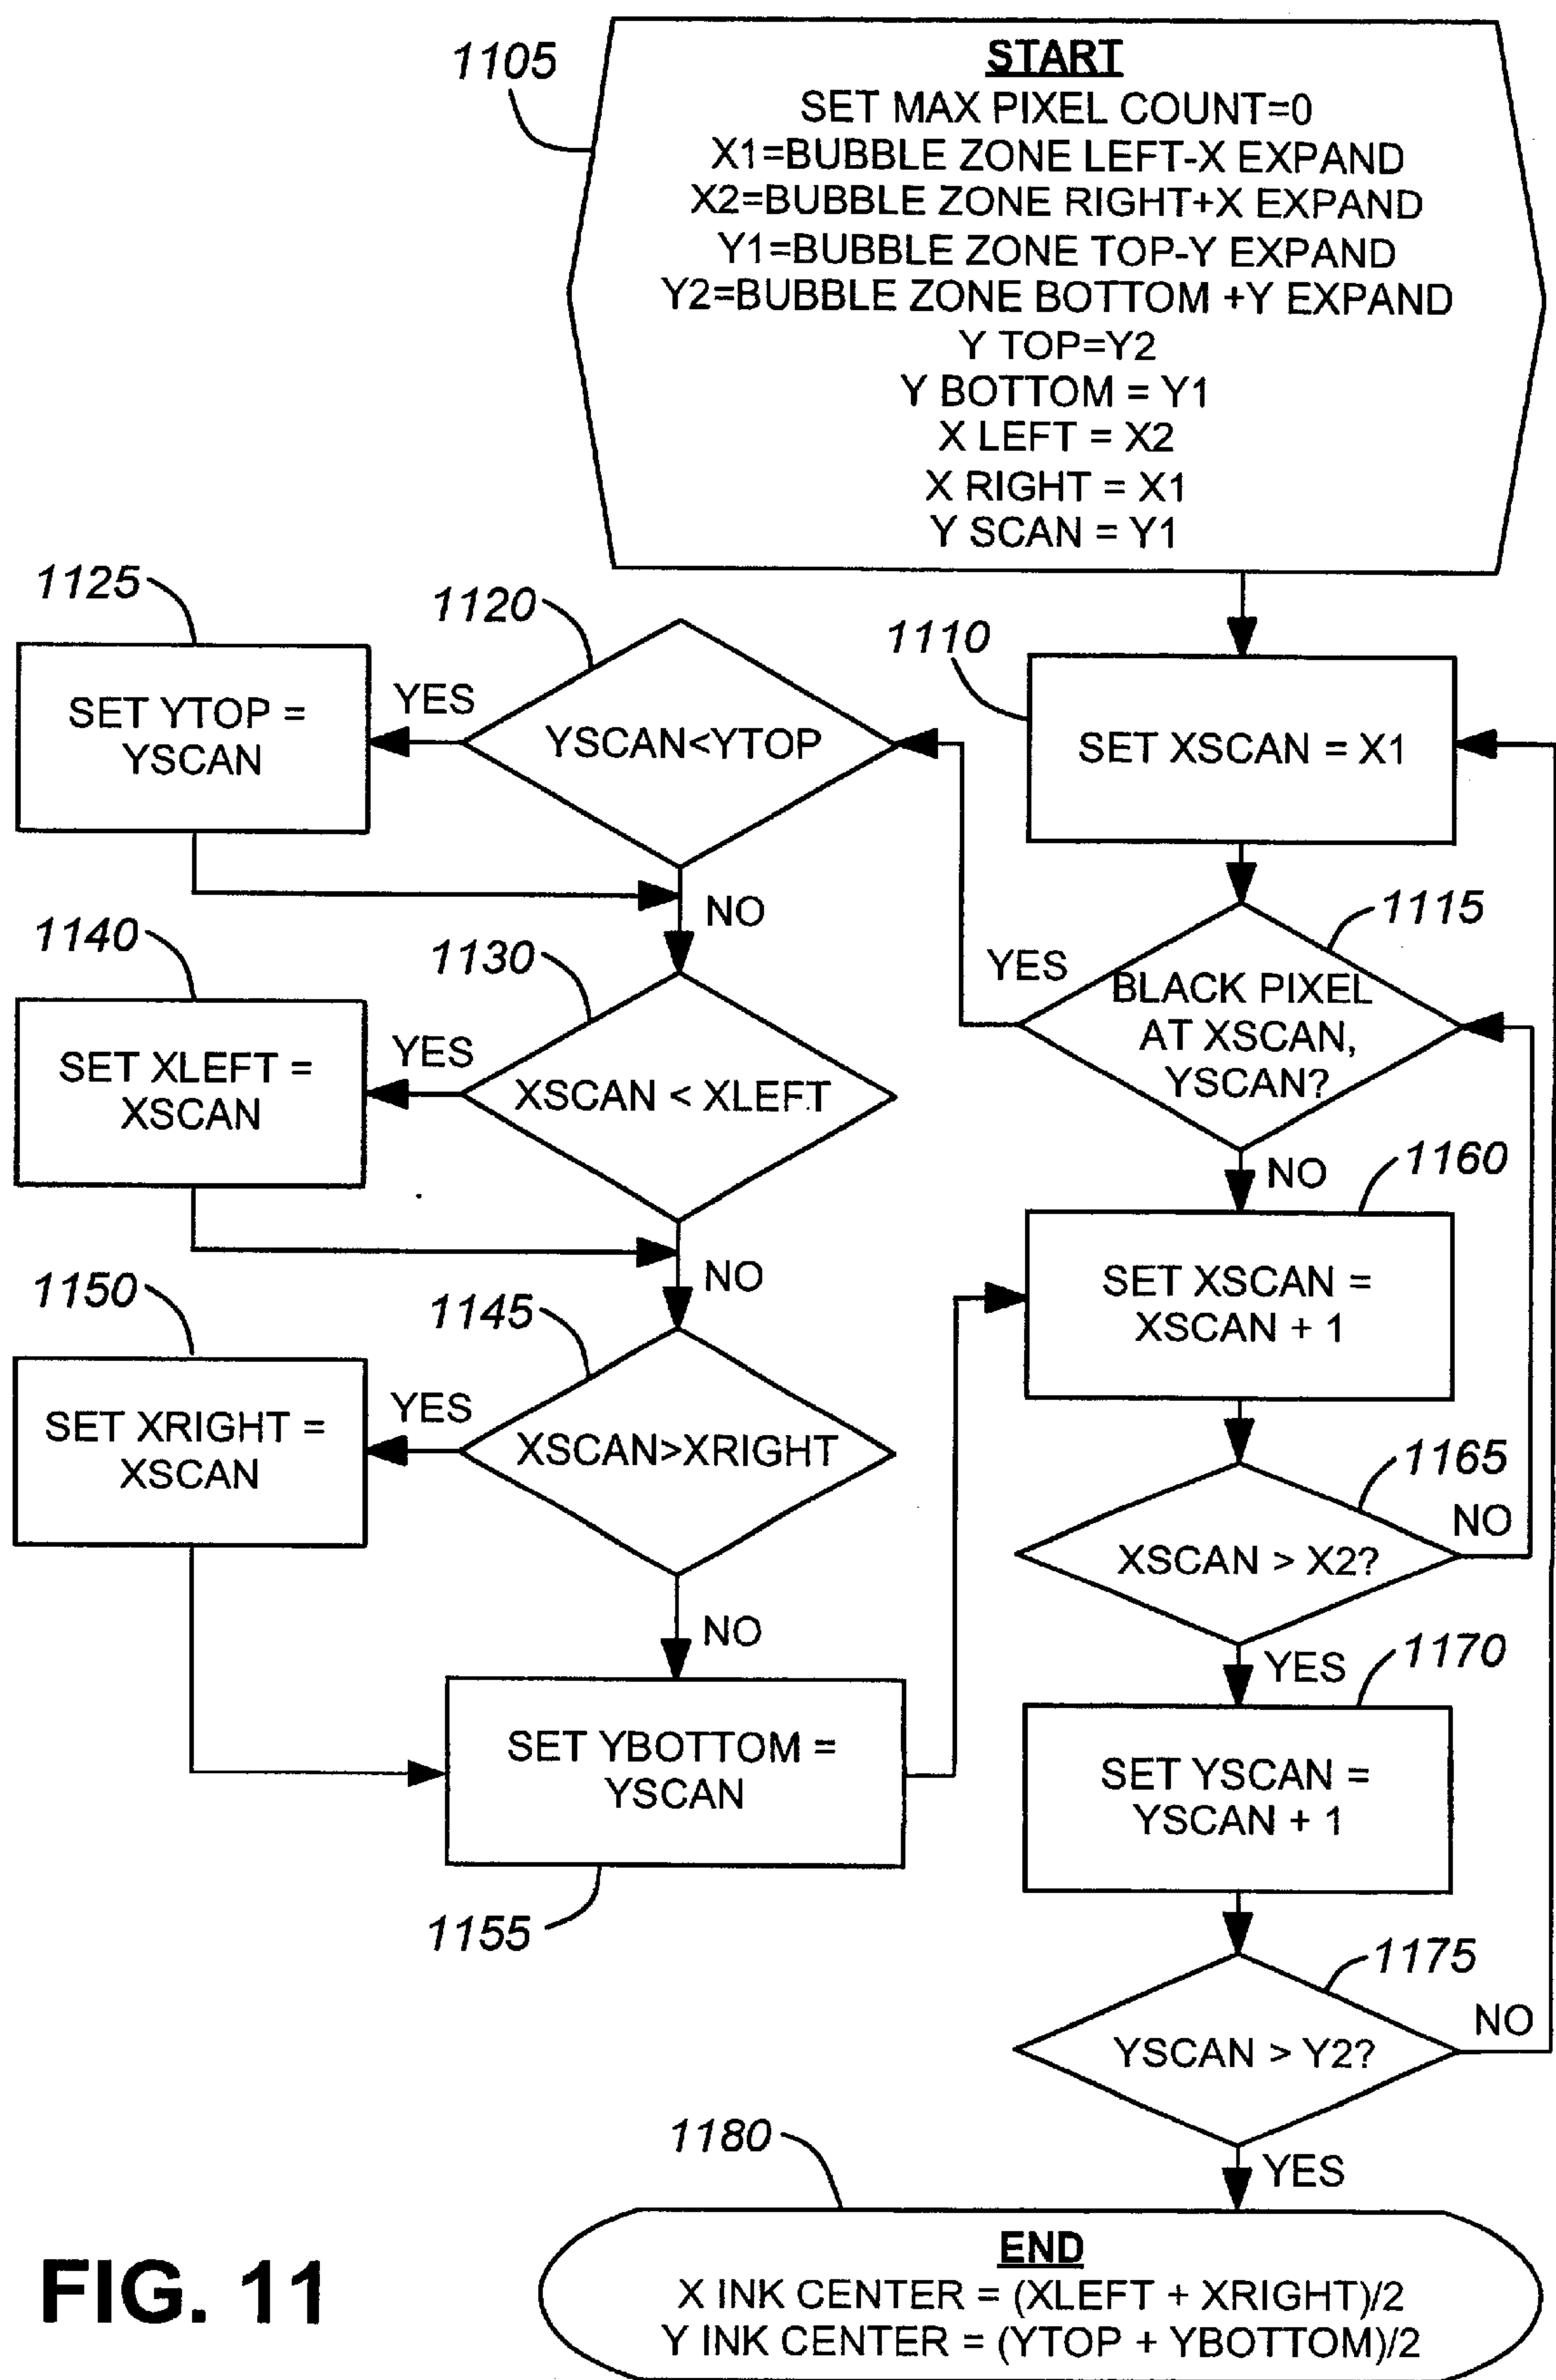 1105
START
SET MAX PIXEL COUNT=0
X1=BUBBLE ZONE LEFT-X EXPAND
X2=BUBBLE ZONE RIGHT+X EXPAND
Y1=BUBBLE ZONE TOP-Y EXPAND
Y2=BUBBLE ZONE BOTTOM +Y EXPAND
Y TOP=Y2
Y BOTTOM = Y1
X LEFT = X2
X RIGHT = X1
Y SCAN = Y1
1110
SET XSCAN = X1
1115
BLACK PIXEL
AT XSCAN,
YSCAN?
YES
NO
1120
YSCAN<YTOP
YES
NO
1125
SET YTOP =
YSCAN
1130
XSCAN < XLEFT
YES
NO
1140
SET XLEFT =
XSCAN
1145
XSCAN>XRIGHT
YES
NO
1150
SET XRIGHT =
XSCAN
SET YBOTTOM =
YSCAN
1155
1160
SET XSCAN =
XSCAN + 1
1165
XSCAN > X2?
NO
YES
1170
SET YSCAN =
YSCAN + 1
1175
YSCAN > Y2?
NO
YES
1180
END
X INK CENTER = (XLEFT + XRIGHT)/2
Y INK CENTER = (YTOP + YBOTTOM)/2
FIG. 11